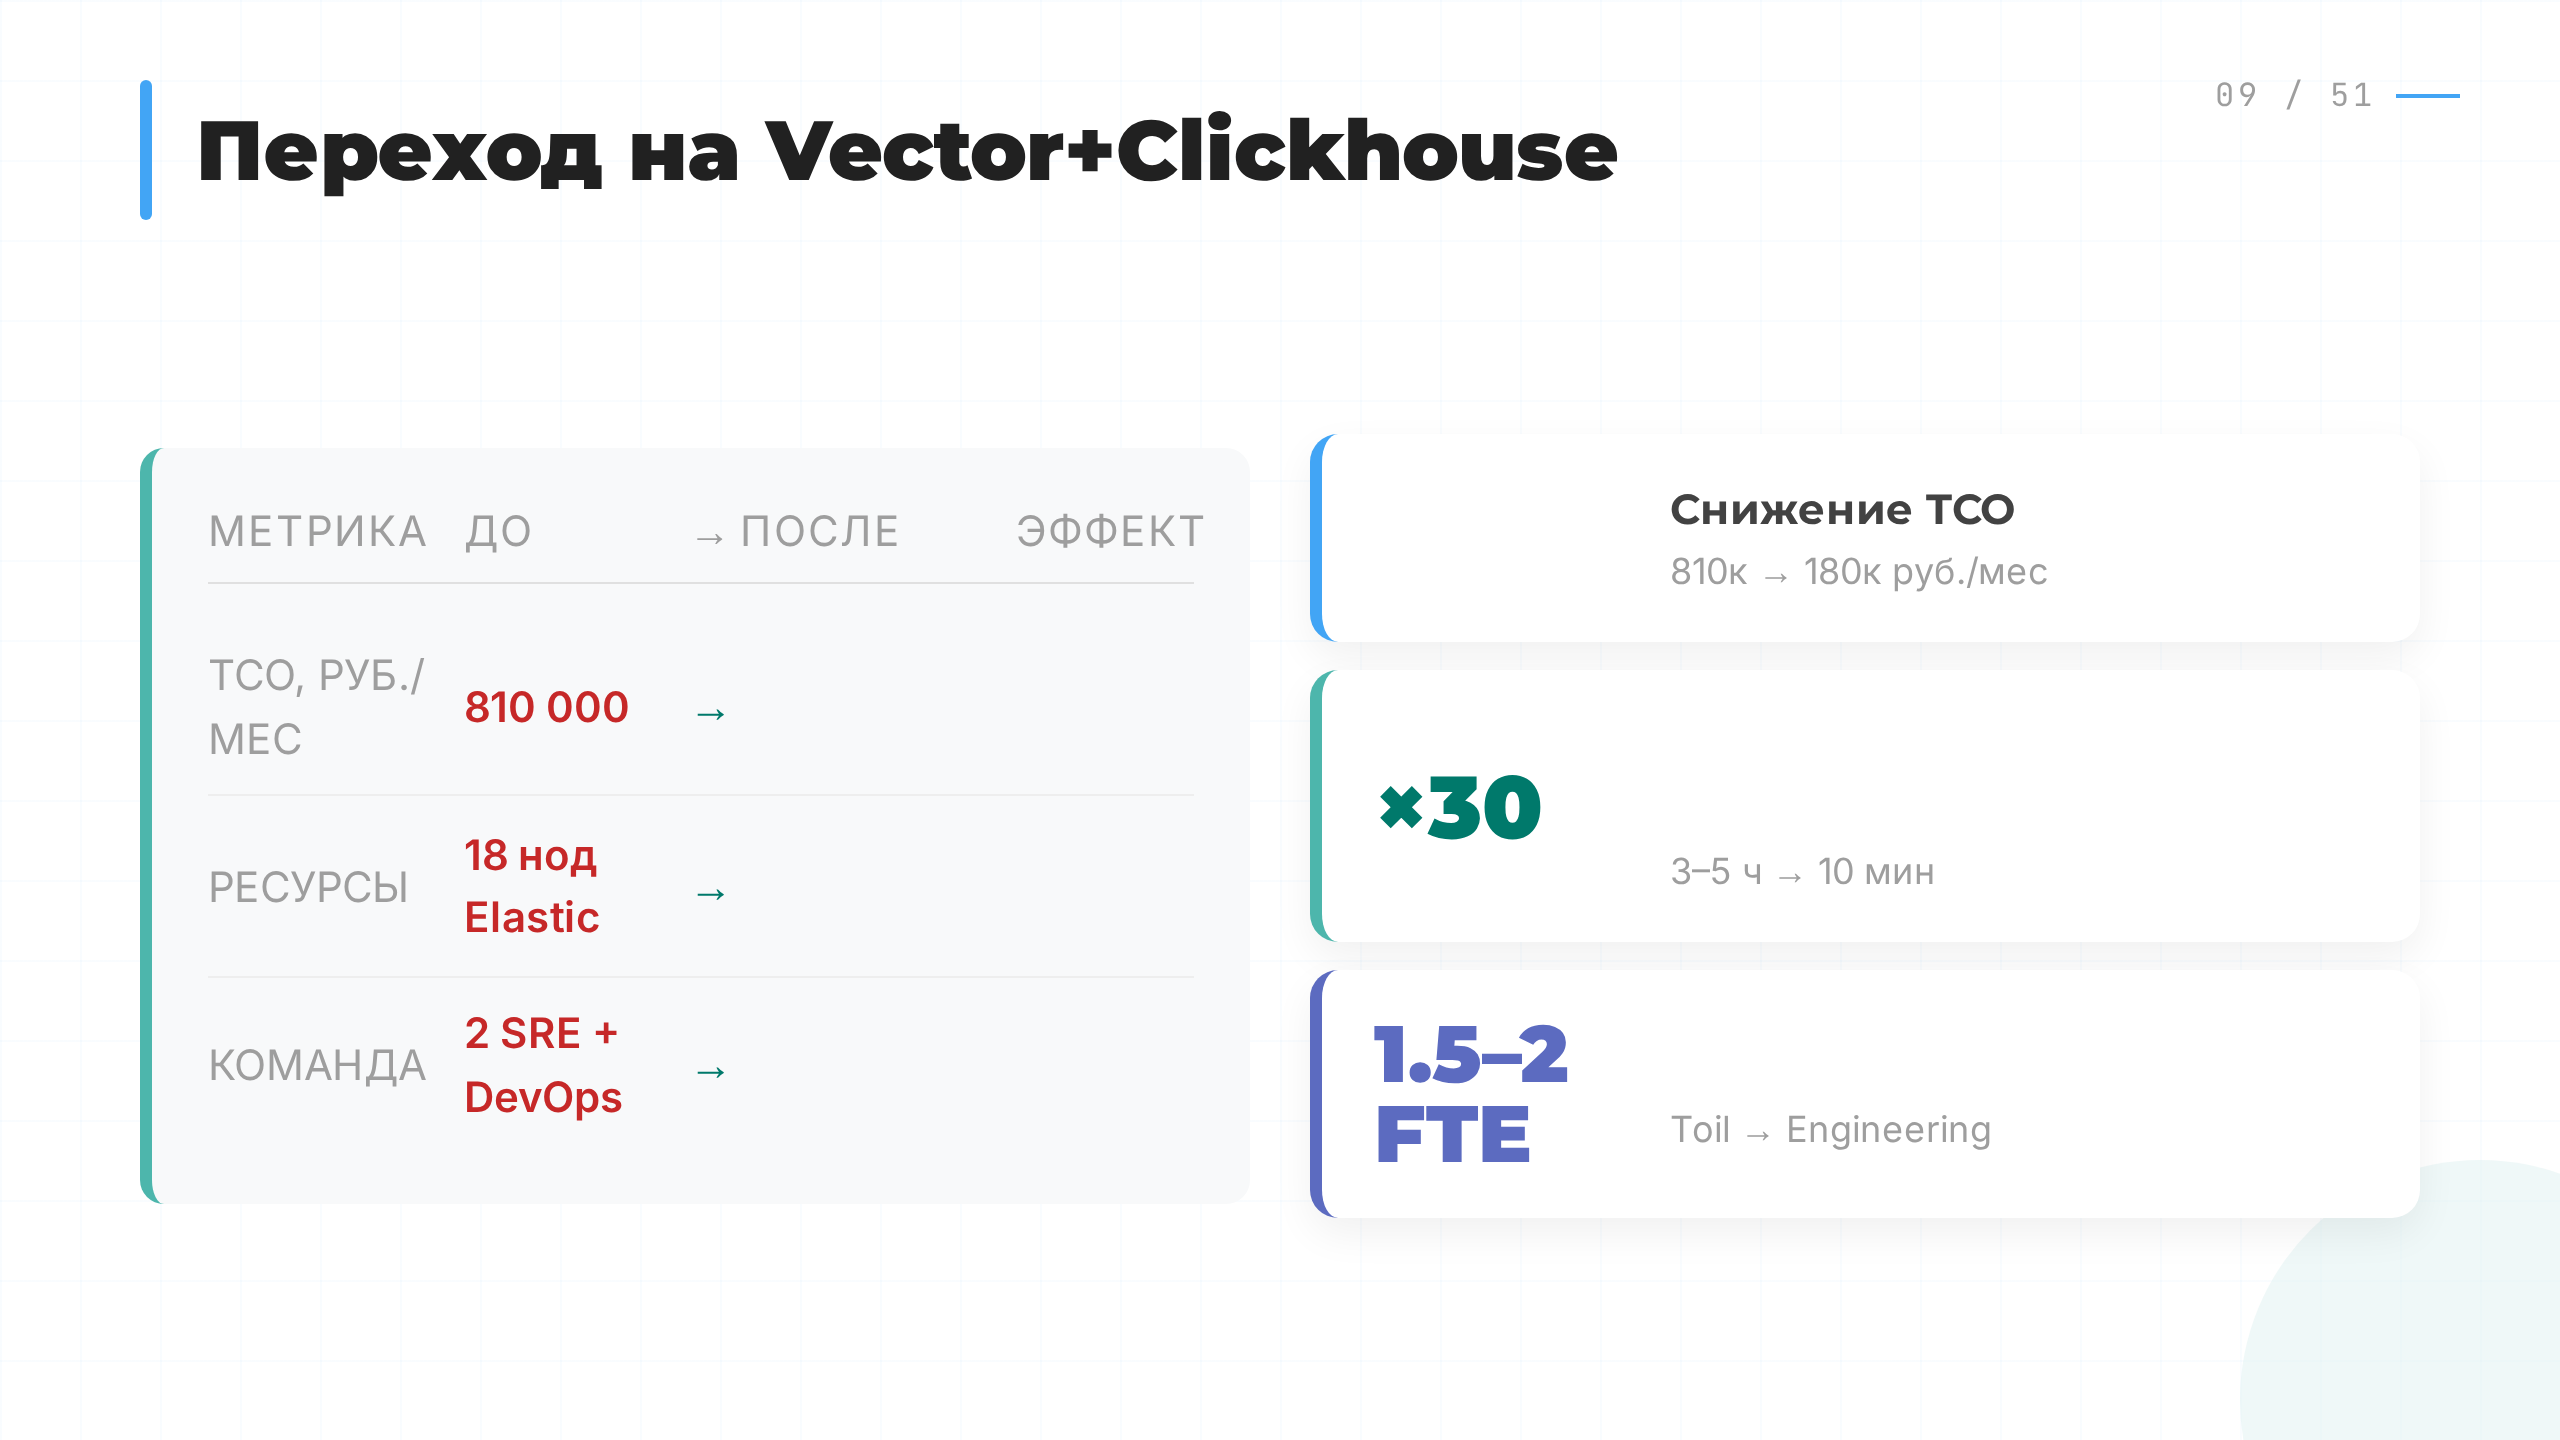 09 / 51
Переход на Vector+Clickhouse
МЕТРИКА ДО → ПОСЛЕ ЭФФЕКТ
TCO, РУБ./
МЕС
810 000 →
РЕСУРСЫ
18 нод
Elastic
→
КОМАНДА
2 SRE +
DevOps
→
Снижение TCO
810к → 180к руб./мес
×30
3–5 ч → 10 мин
1.5–2
FTE
Toil → Engineering